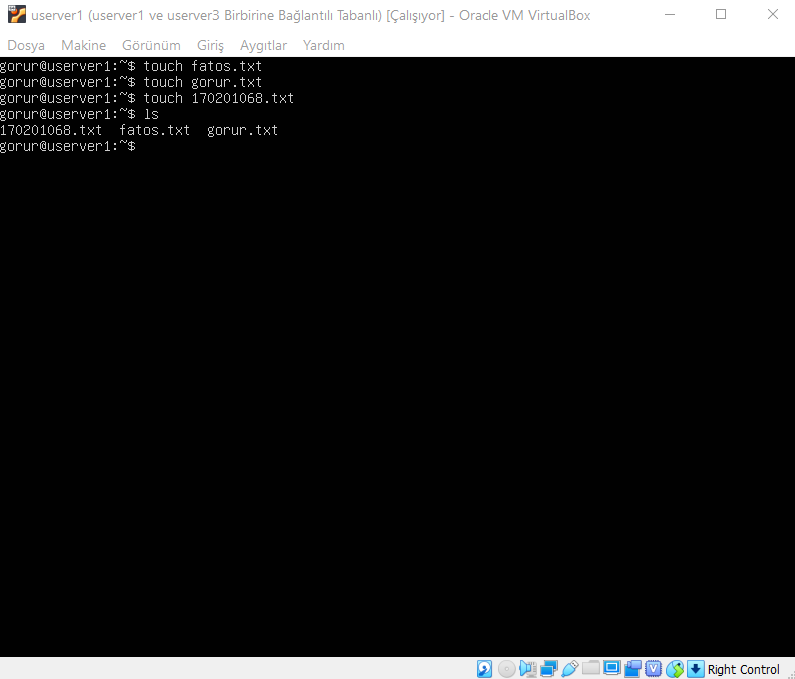 userver1 (userver1 ve userver3 Birbirine Bağlantılı Tabanlı) [Çalışıyor] - Oracle VM VirtualBox
Dosya Makine Görünüm Giriş Aygıtlar Yardım
gorur@userver1:~$ touch fatos.txt
gorur@userver1:~$ touch gorur.txt
gorur@userver1:~$ touch 170201068.txt
gorur@userver1:~$ ls
170201068.txt  fatos.txt  gorur.txt
gorur@userver1:~$
Right Control